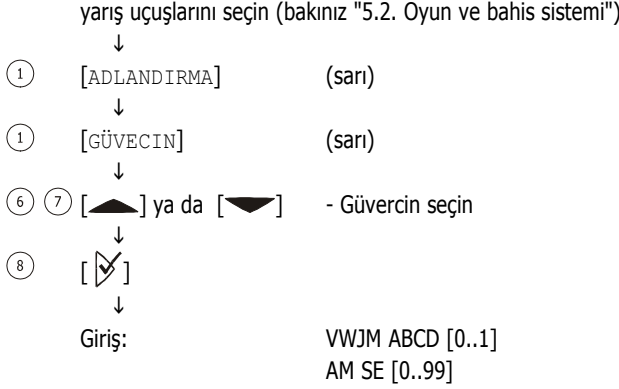 yarış uçuşlarını seçin (bakınız "5.2. Oyun ve bahis sistemi")
↓
1 [ADLANDIRMA] (sarı)
↓
1 [GÜVECIN] (sarı)
↓
6 7 [▲] ya da [▼] - Güvercin seçin
↓
8 [✓]
↓
Giriş: VWJM ABCD [0..1]
AM SE [0..99]